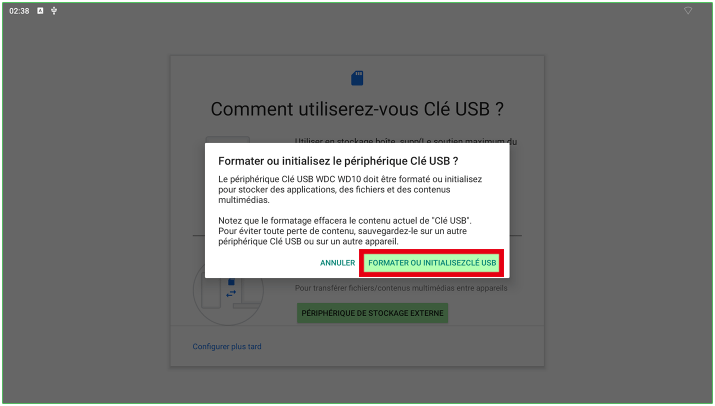 02:38 A
Comment utiliserez-vous Clé USB ?
Utiliser en stockage boîte, supp(Le soutien maximum du
Formater ou initialisez le périphérique Clé USB ?
Le périphérique Clé USB WDC WD10 doit être formaté ou initialisez
pour stocker des applications, des fichiers et des contenus
multimédias.
Notez que le formatage effacera le contenu actuel de "Clé USB".
Pour éviter toute perte de contenu, sauvegardez-le sur un autre
périphérique Clé USB ou sur un autre appareil.
ANNULER FORMATER OU INITIALISEZCLÉ USB
Pour transférer fichiers/contenus multimédias entre appareils
PÉRIPHÉRIQUE DE STOCKAGE EXTERNE
Configurer plus tard